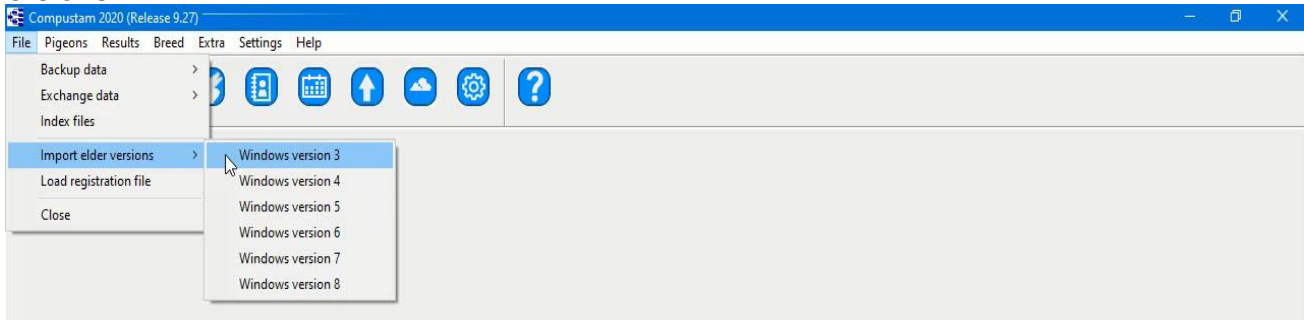 Compustam 2020 (Release 9.27)
File Pigeons Results Breed Extra Settings Help
Backup data
Exchange data
Index files
Import elder versions
Load registration file
Close
Windows version 3
Windows version 4
Windows version 5
Windows version 6
Windows version 7
Windows version 8